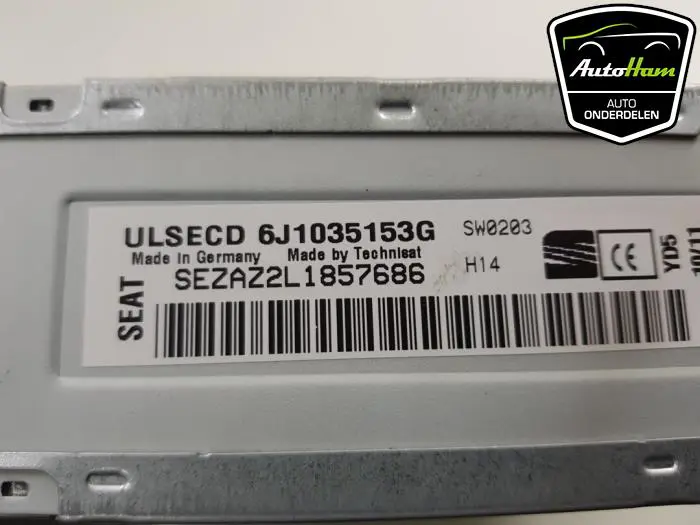 AutoHam
AUTO
ONDERDELEN
ULSECD 6J1035153G
SW0203
Made in Germany Made by Technisat
SEZAZ2L1857686
H14
SEAT
CE
YD5